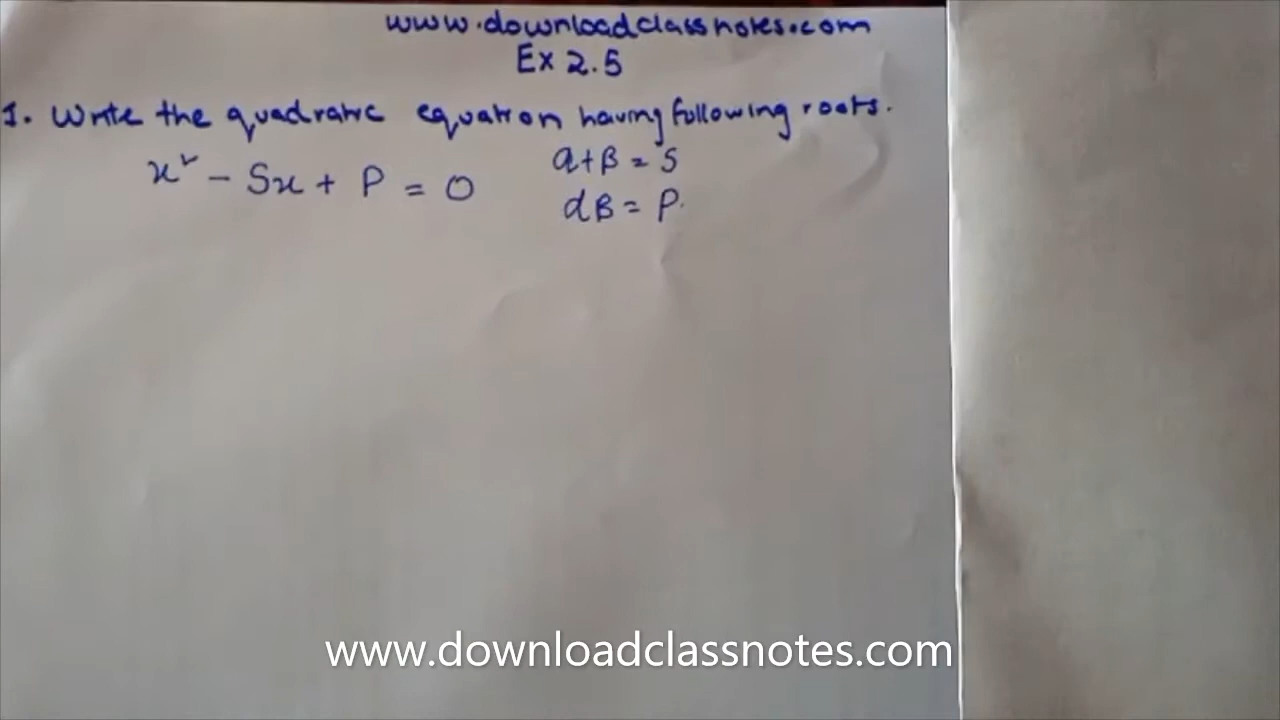 www.downloadclassnotes.com
Ex 2.5
1. Write the quadratic equation having following roots.
x² - Sx + P = 0
α+β = S
αβ = P.
www.downloadclassnotes.com